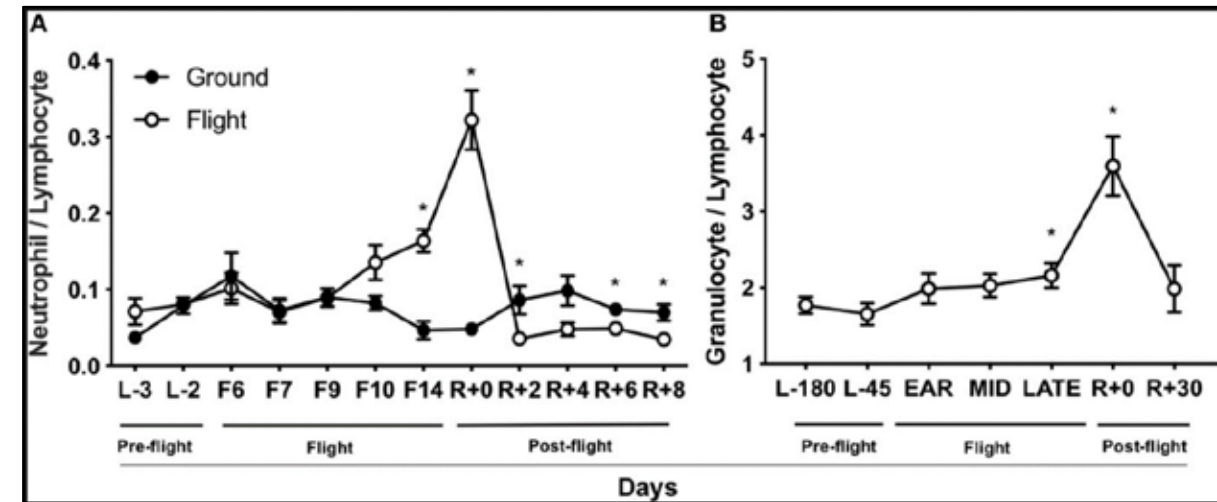 A
Neutrophil / Lymphocyte
0.4
0.3
0.2
0.1
0.0
Ground
Flight
*
*
*
*
*
L-3 L-2 F6 F7 F9 F10 F14 R+0 R+2 R+4 R+6 R+8
Pre-flight Flight Post-flight
B
Granulocyte / Lymphocyte
5
4
3
2
1
*
*
L-180 L-45 EAR MID LATE R+0 R+30
Pre-flight Flight Post-flight
Days